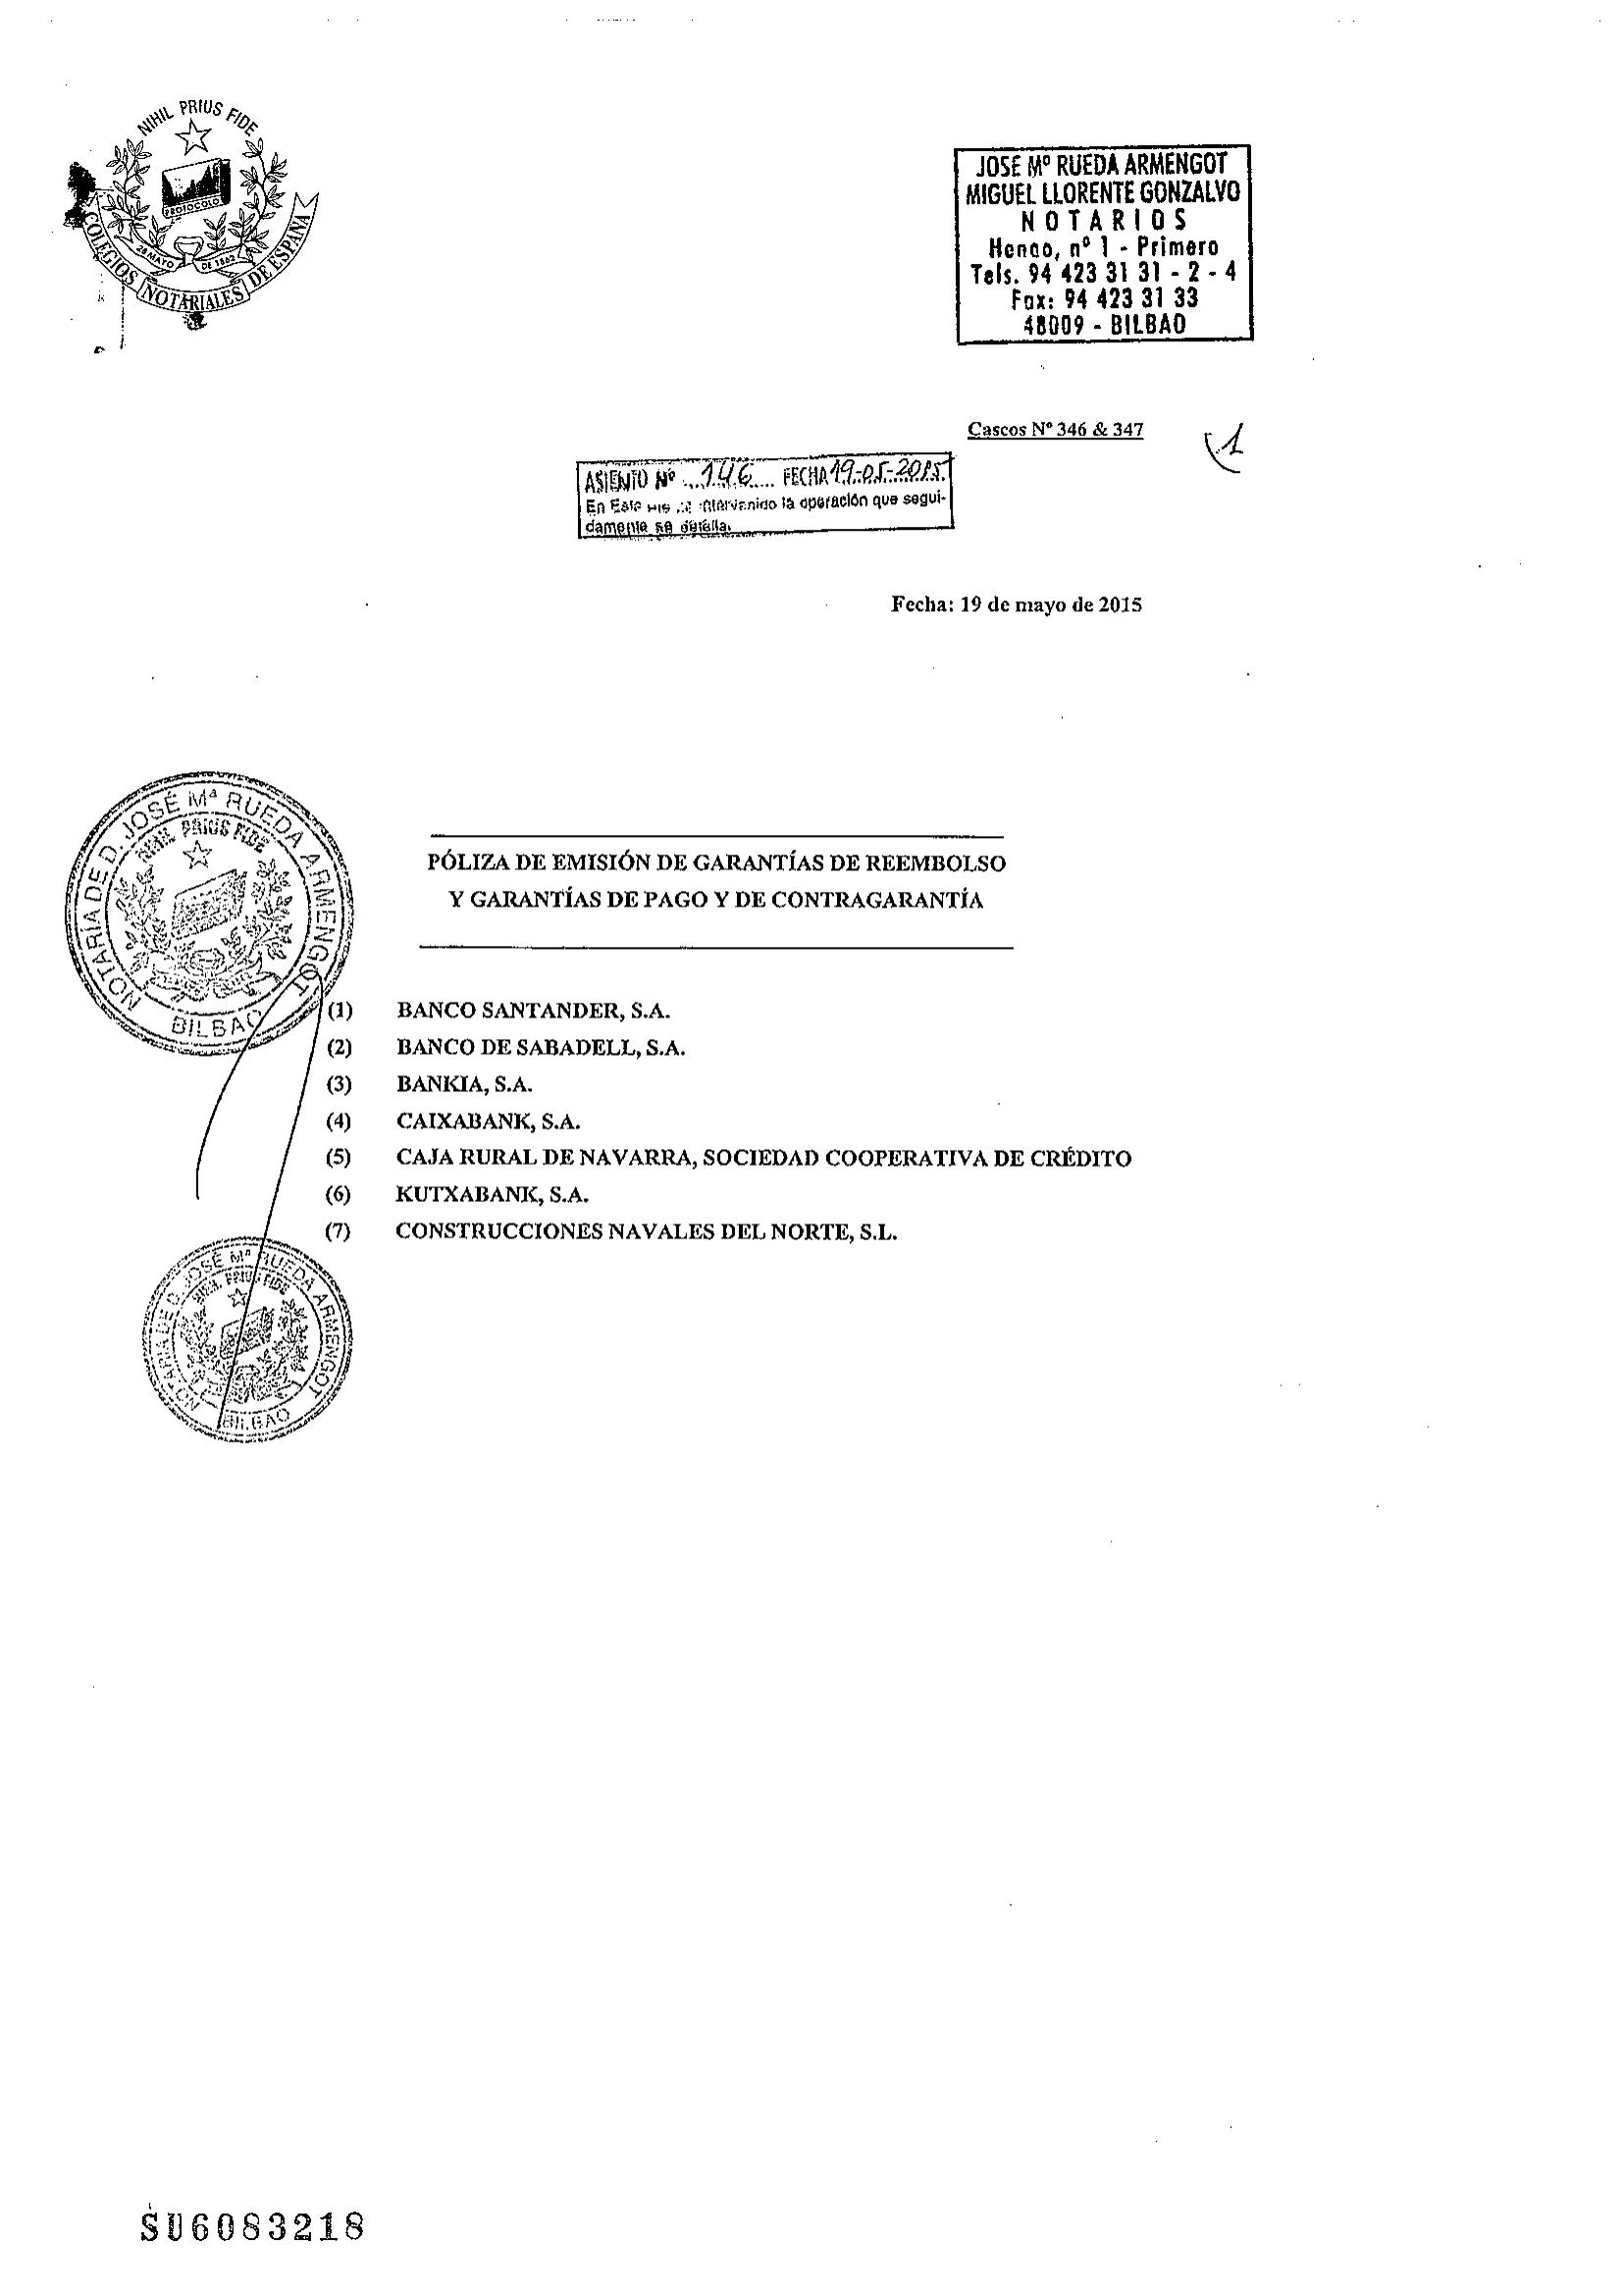 NIHIL PRIUS FIDE
PROTOCOLO
28 MAYO DE 1862
COLEGIOS NOTARIALES DE ESPAÑA
JOSE Mª RUEDA ARMENGOT
MIGUEL LLORENTE GONZALVO
NOTARIOS
Henao, nº 1 - Primero
Tels. 94 423 31 31 - 2 - 4
Fax: 94 423 31 33
48009 - BILBAO
Cascos Nº 346 & 347
1
ASIENTO Nº 146 FECHA 19-05-2015
En Este intervenido la operación que segui-
damente se detalla.
Fecha: 19 de mayo de 2015
NOTARÍA DE D. JOSÉ Mª RUEDA ARMENGOT
NIHIL PRIUS FIDE
BILBAO
PÓLIZA DE EMISIÓN DE GARANTÍAS DE REEMBOLSO
Y GARANTÍAS DE PAGO Y DE CONTRAGARANTÍA
(1) BANCO SANTANDER, S.A.
(2) BANCO DE SABADELL, S.A.
(3) BANKIA, S.A.
(4) CAIXABANK, S.A.
(5) CAJA RURAL DE NAVARRA, SOCIEDAD COOPERATIVA DE CRÉDITO
(6) KUTXABANK, S.A.
(7) CONSTRUCCIONES NAVALES DEL NORTE, S.L.
NOTARIA DE D. JOSÉ Mª RUEDA ARMENGOT
NIHIL PRIUS FIDE
BILBAO
SU6083218